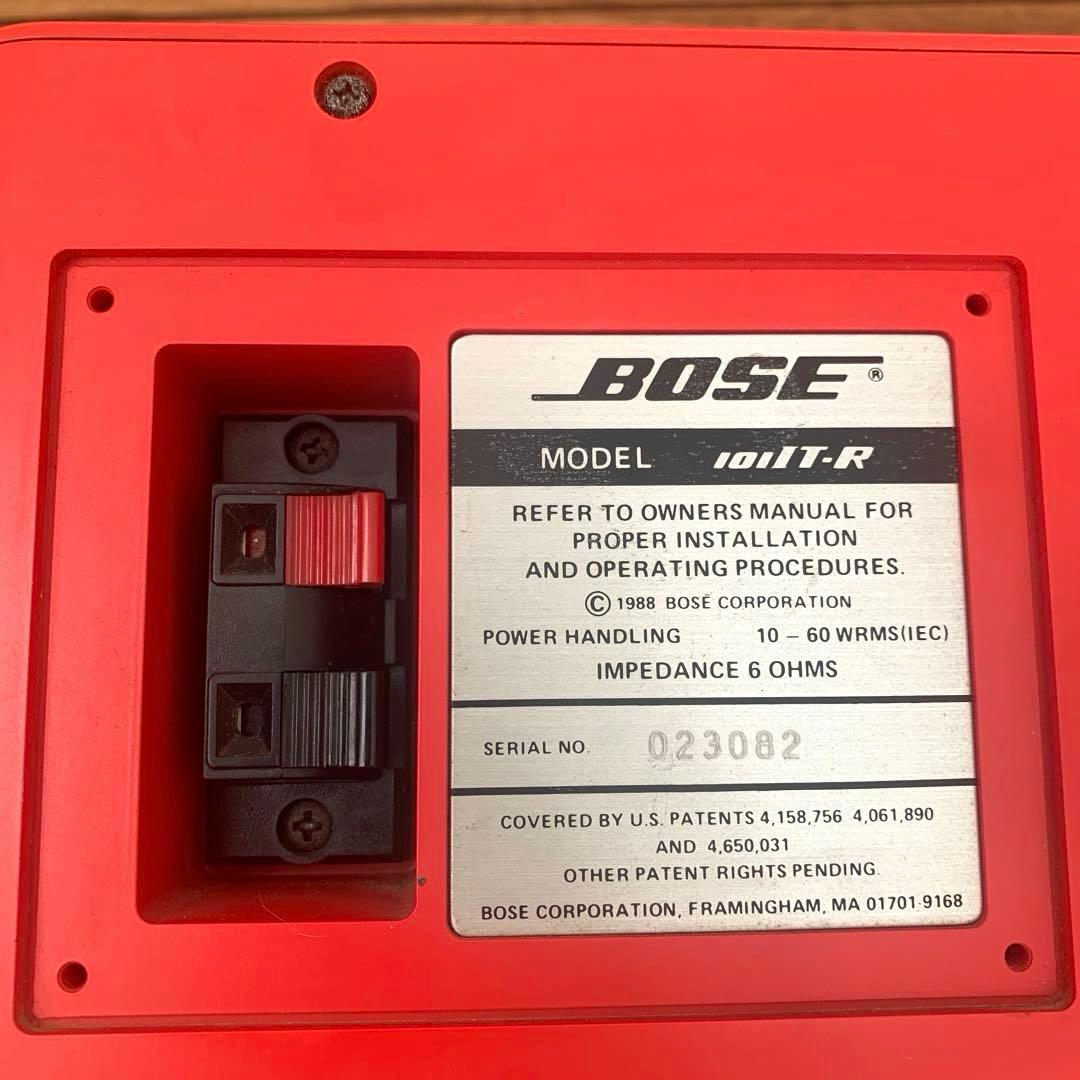 BOSE®
MODEL 101IT-R
REFER TO OWNERS MANUAL FOR
PROPER INSTALLATION
AND OPERATING PROCEDURES.
© 1988 BOSE CORPORATION
POWER HANDLING 10 – 60 WRMS(IEC)
IMPEDANCE 6 OHMS
SERIAL NO. 023082
COVERED BY U.S. PATENTS 4,158,756 4,061,890
AND 4,650,031
OTHER PATENT RIGHTS PENDING.
BOSE CORPORATION, FRAMINGHAM, MA 01701-9168